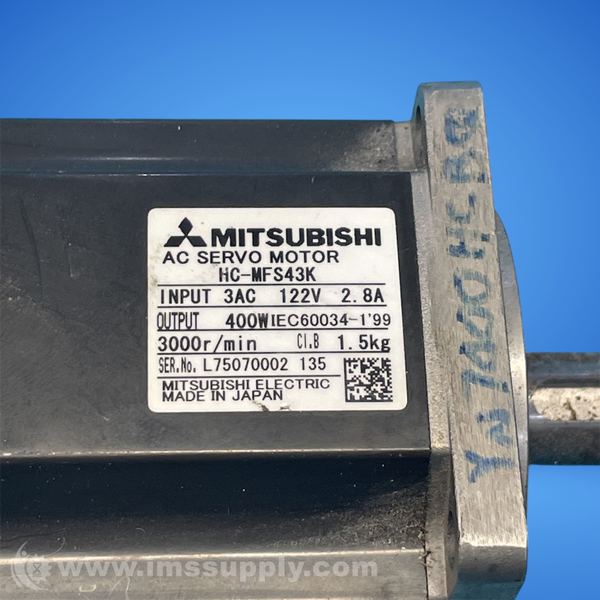 MITSUBISHI
AC SERVO MOTOR
HC-MFS43K
INPUT 3AC 122V 2.8A
OUTPUT 400W IEC60034-1'99
3000r/min CI.B 1.5kg
SER.No. L75070002 135
MITSUBISHI ELECTRIC
MADE IN JAPAN
www.imssupply.com